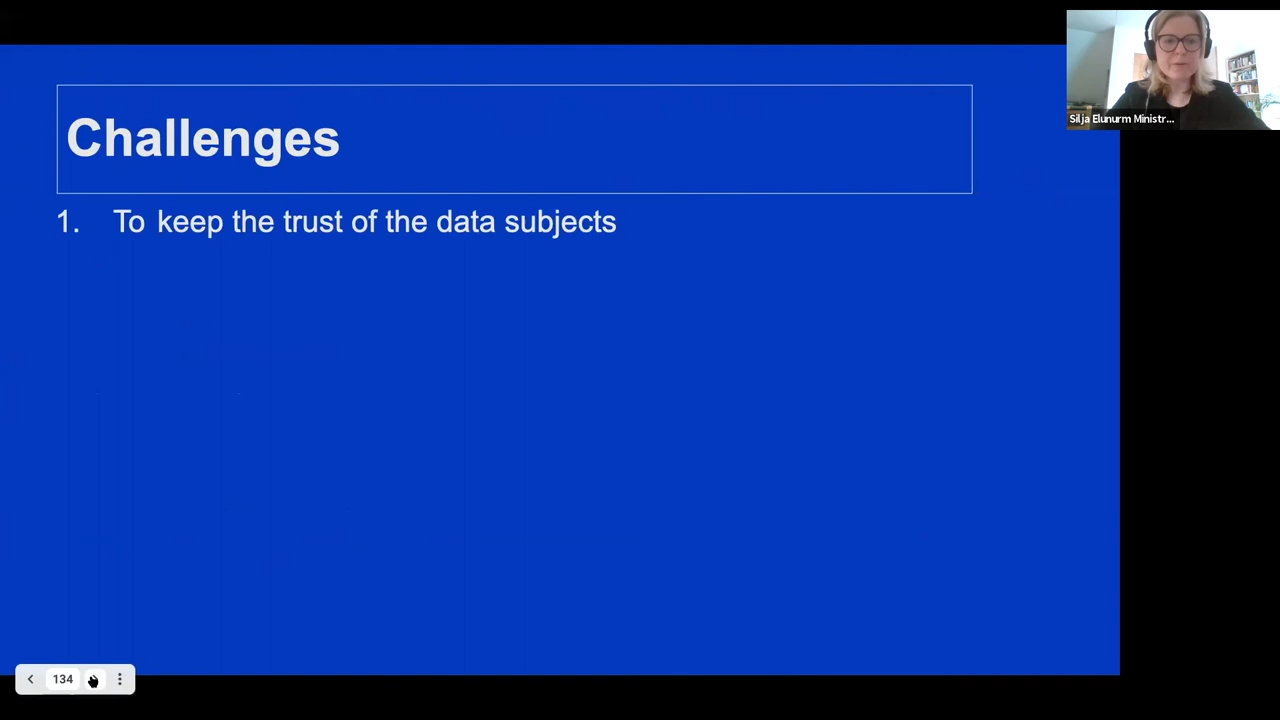 Challenges
1. To keep the trust of the data subjects
Silja Elunurm Ministr...
134